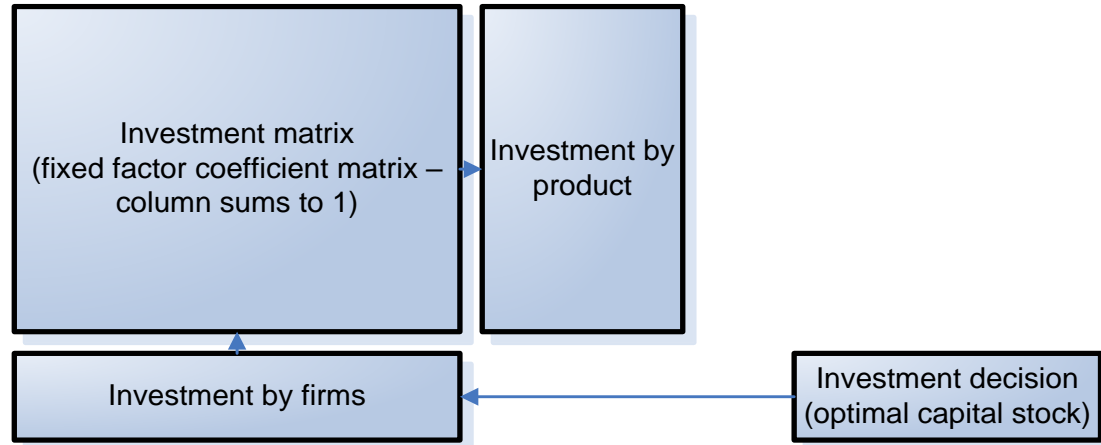 Investment matrix
(fixed factor coefficient matrix –
column sums to 1)
Investment by
product
Investment by firms
Investment decision
(optimal capital stock)